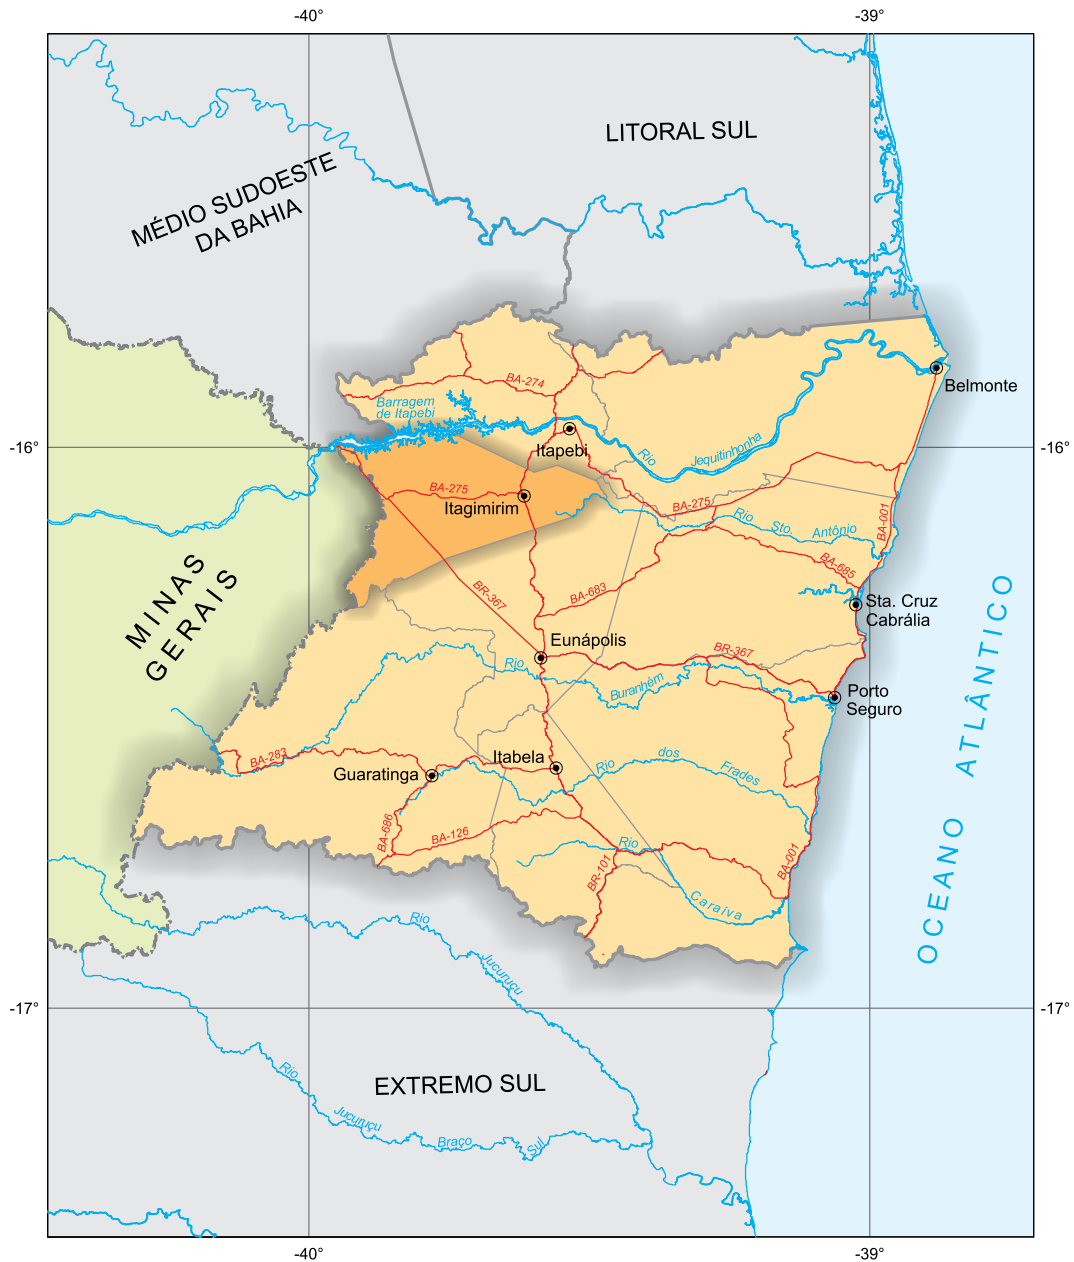 -40°
-39°
LITORAL SUL
MÉDIO SUDOESTE
DA BAHIA
BA-274
Barragem
de Itapebi
Belmonte
-16°
-16°
Itapebi
Rio
Jequitinhonha
BA-275
Itagimirim
BA-275
Rio
Sto.
Antônio
BA-001
BA-685
BR-367
BA-683
Sta. Cruz
Cabrália
MINAS
GERAIS
Eunápolis
BR-367
Rio
Buranhém
Porto
Seguro
OCEANO ATLÂNTICO
BA-283
Guaratinga
Itabela
Rio
dos
Frades
BA-686
BA-126
Rio
BR-101
BA-001
Caraíva
Rio
Jucuruçu
-17°
-17°
EXTREMO SUL
Rio
Jucuruçu
Braço
Sul
-40°
-39°